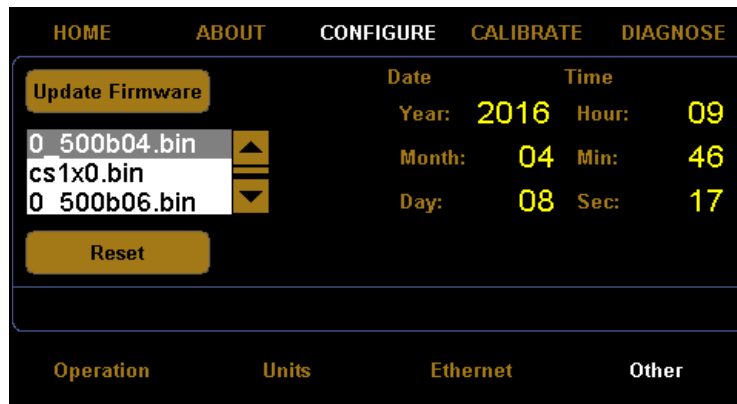 HOME ABOUT CONFIGURE CALIBRATE DIAGNOSE
Update Firmware
0_500b04.bin
cs1x0.bin
0_500b06.bin
Reset
Date Time
Year: 2016 Hour: 09
Month: 04 Min: 46
Day: 08 Sec: 17
Operation Units Ethernet Other